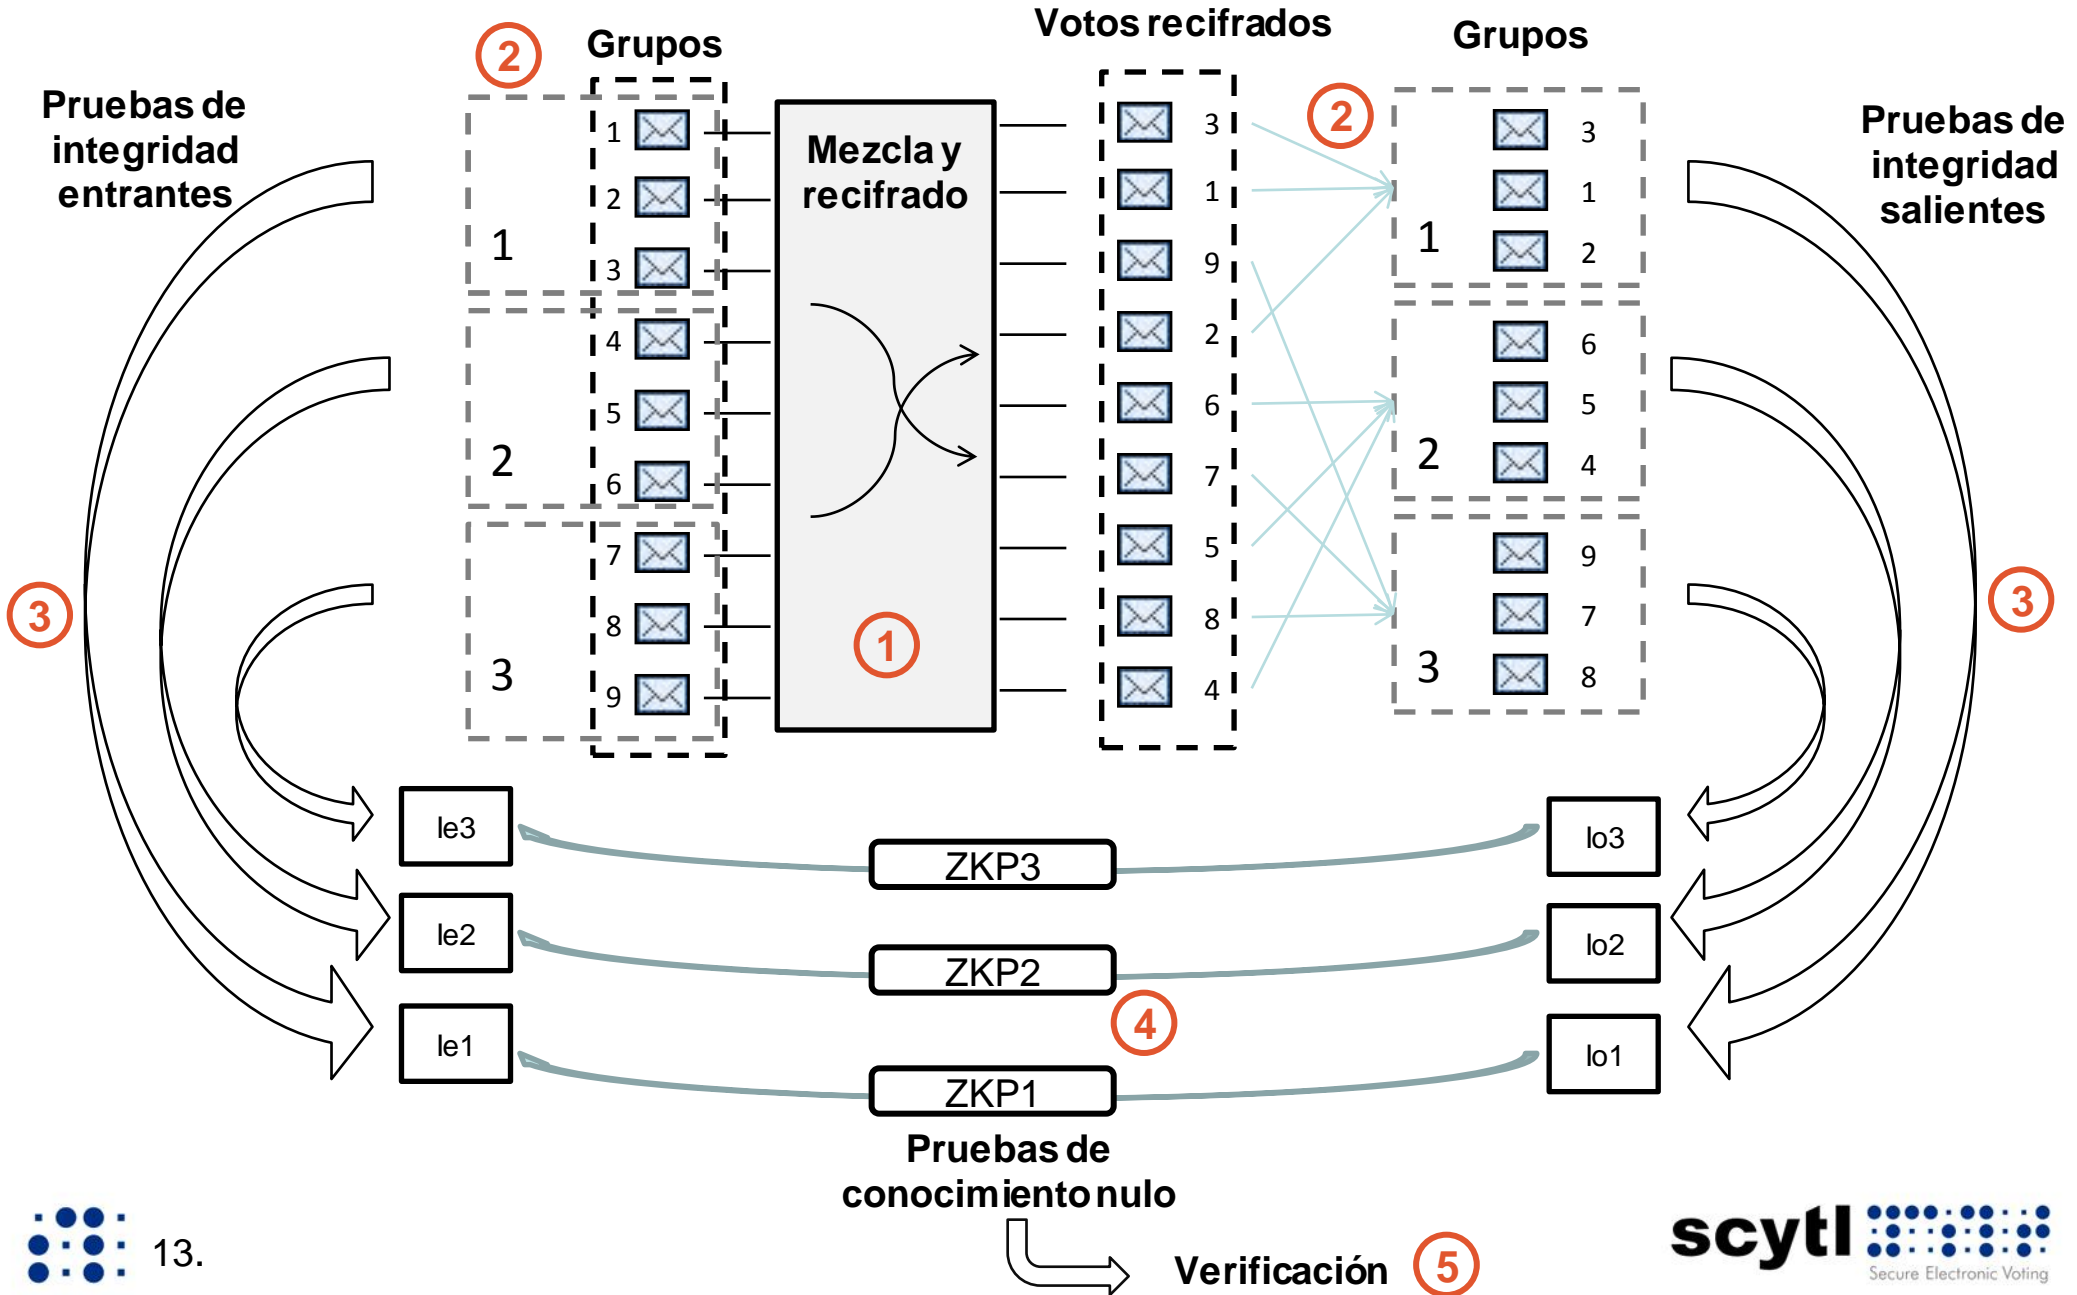 Votos recifrados
Grupos
Grupos
2
Pruebas de
integridad
entrantes
Pruebas de
integridad
salientes
2
1
2
3
1
4
5
6
2
7
8
9
3
Mezcla y
recifrado
1
3
1
9
2
6
7
5
8
4
3
1
2
1
6
5
4
2
9
7
8
3
3
3
Ie3
ZKP3
Io3
Ie2
ZKP2
Io2
4
Ie1
ZKP1
Io1
Pruebas de
conocimiento nulo
Verificación
5
13.
scytl
Secure Electronic Voting